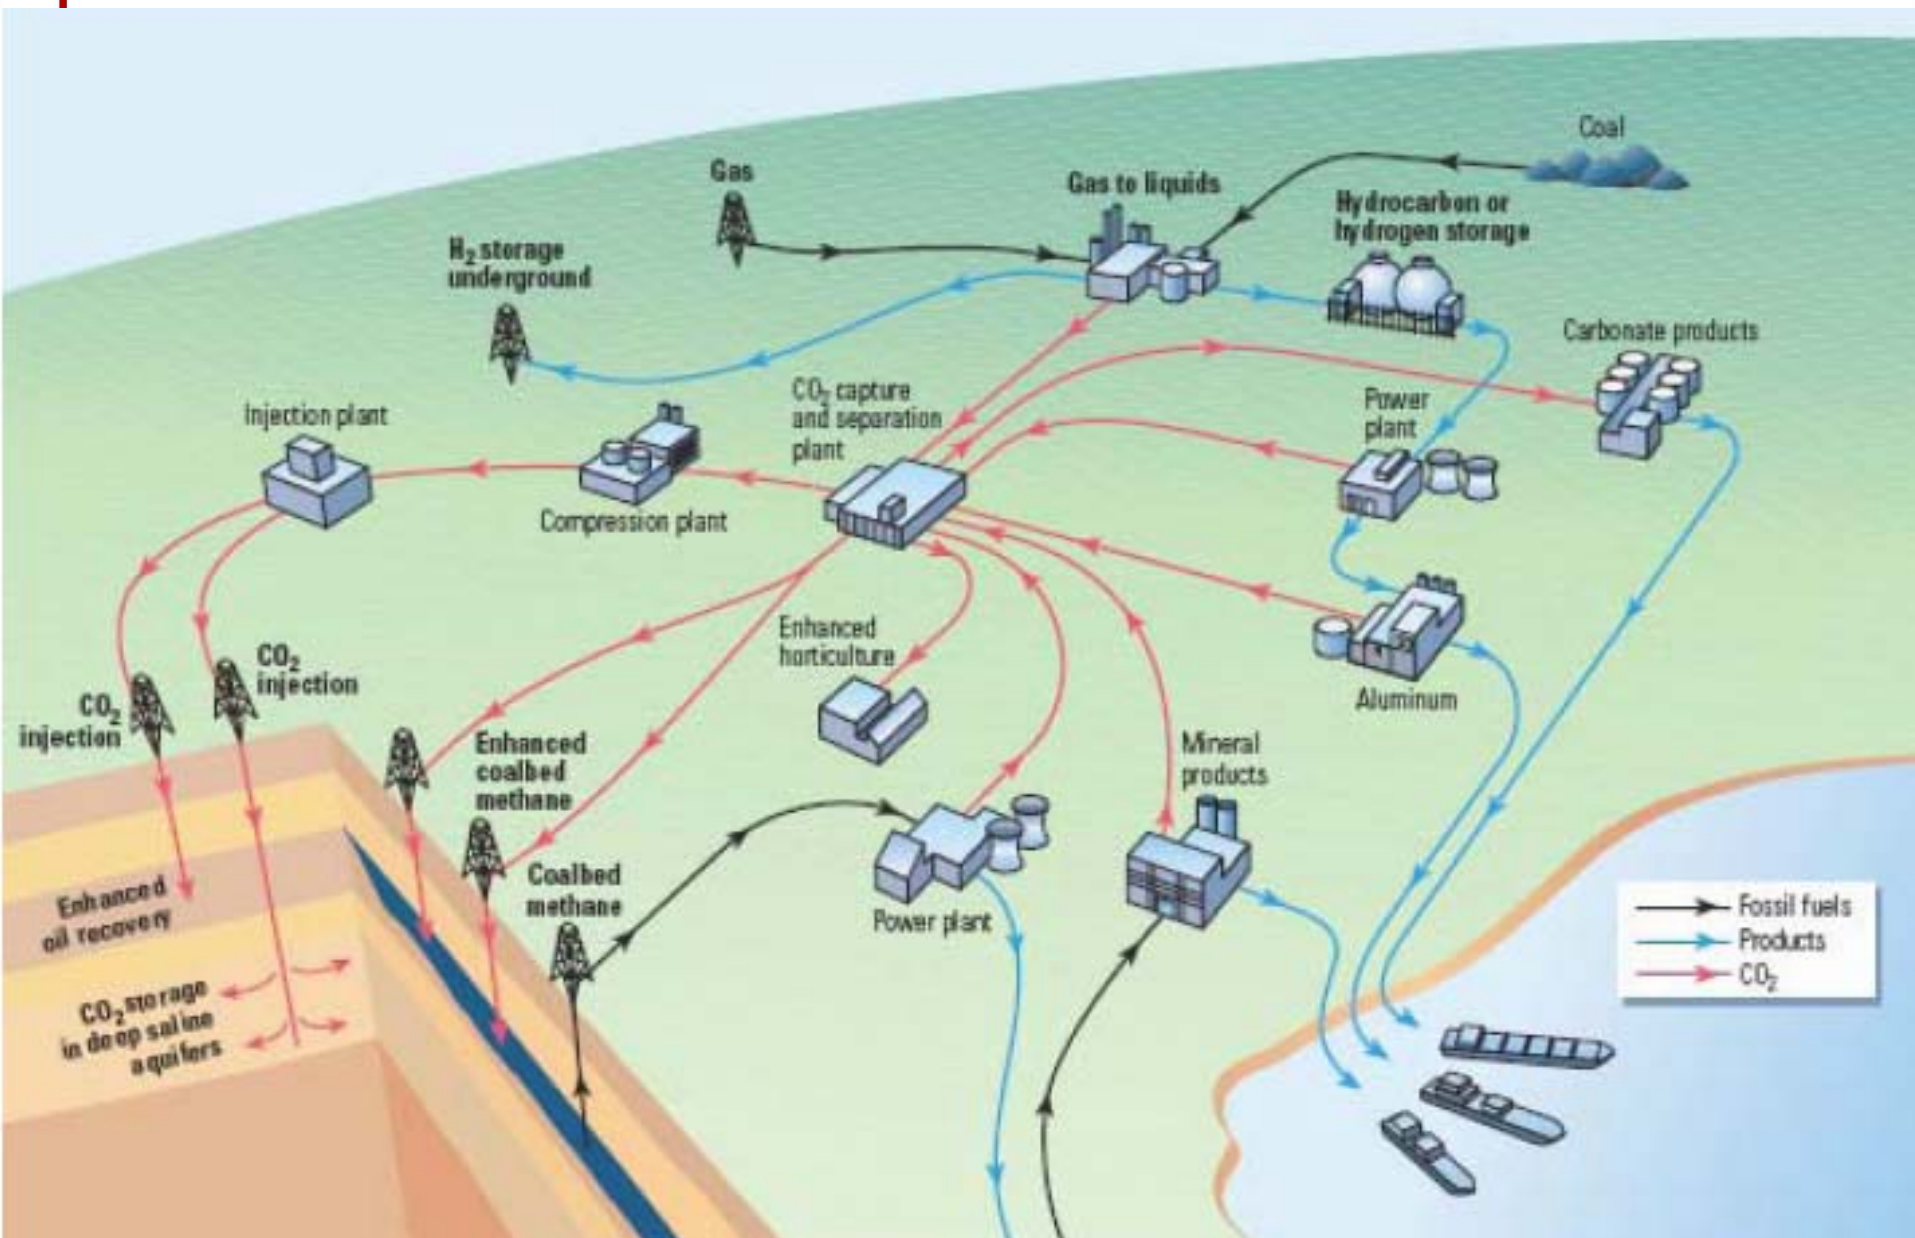 Coal
Gas
Gas to liquids
Hydrocarbon or
hydrogen storage
H₂ storage
underground
Carbonate products
CO₂ capture
and separation
plant
Power
plant
Injection plant
Compression plant
Enhanced
horticulture
CO₂
injection
CO₂
injection
Aluminum
Enhanced
coalbed
methane
Mineral
products
Coalbed
methane
Power plant
Enhanced
oil recovery
CO₂ storage
in deep saline
aquifers
Fossil fuels
Products
CO₂